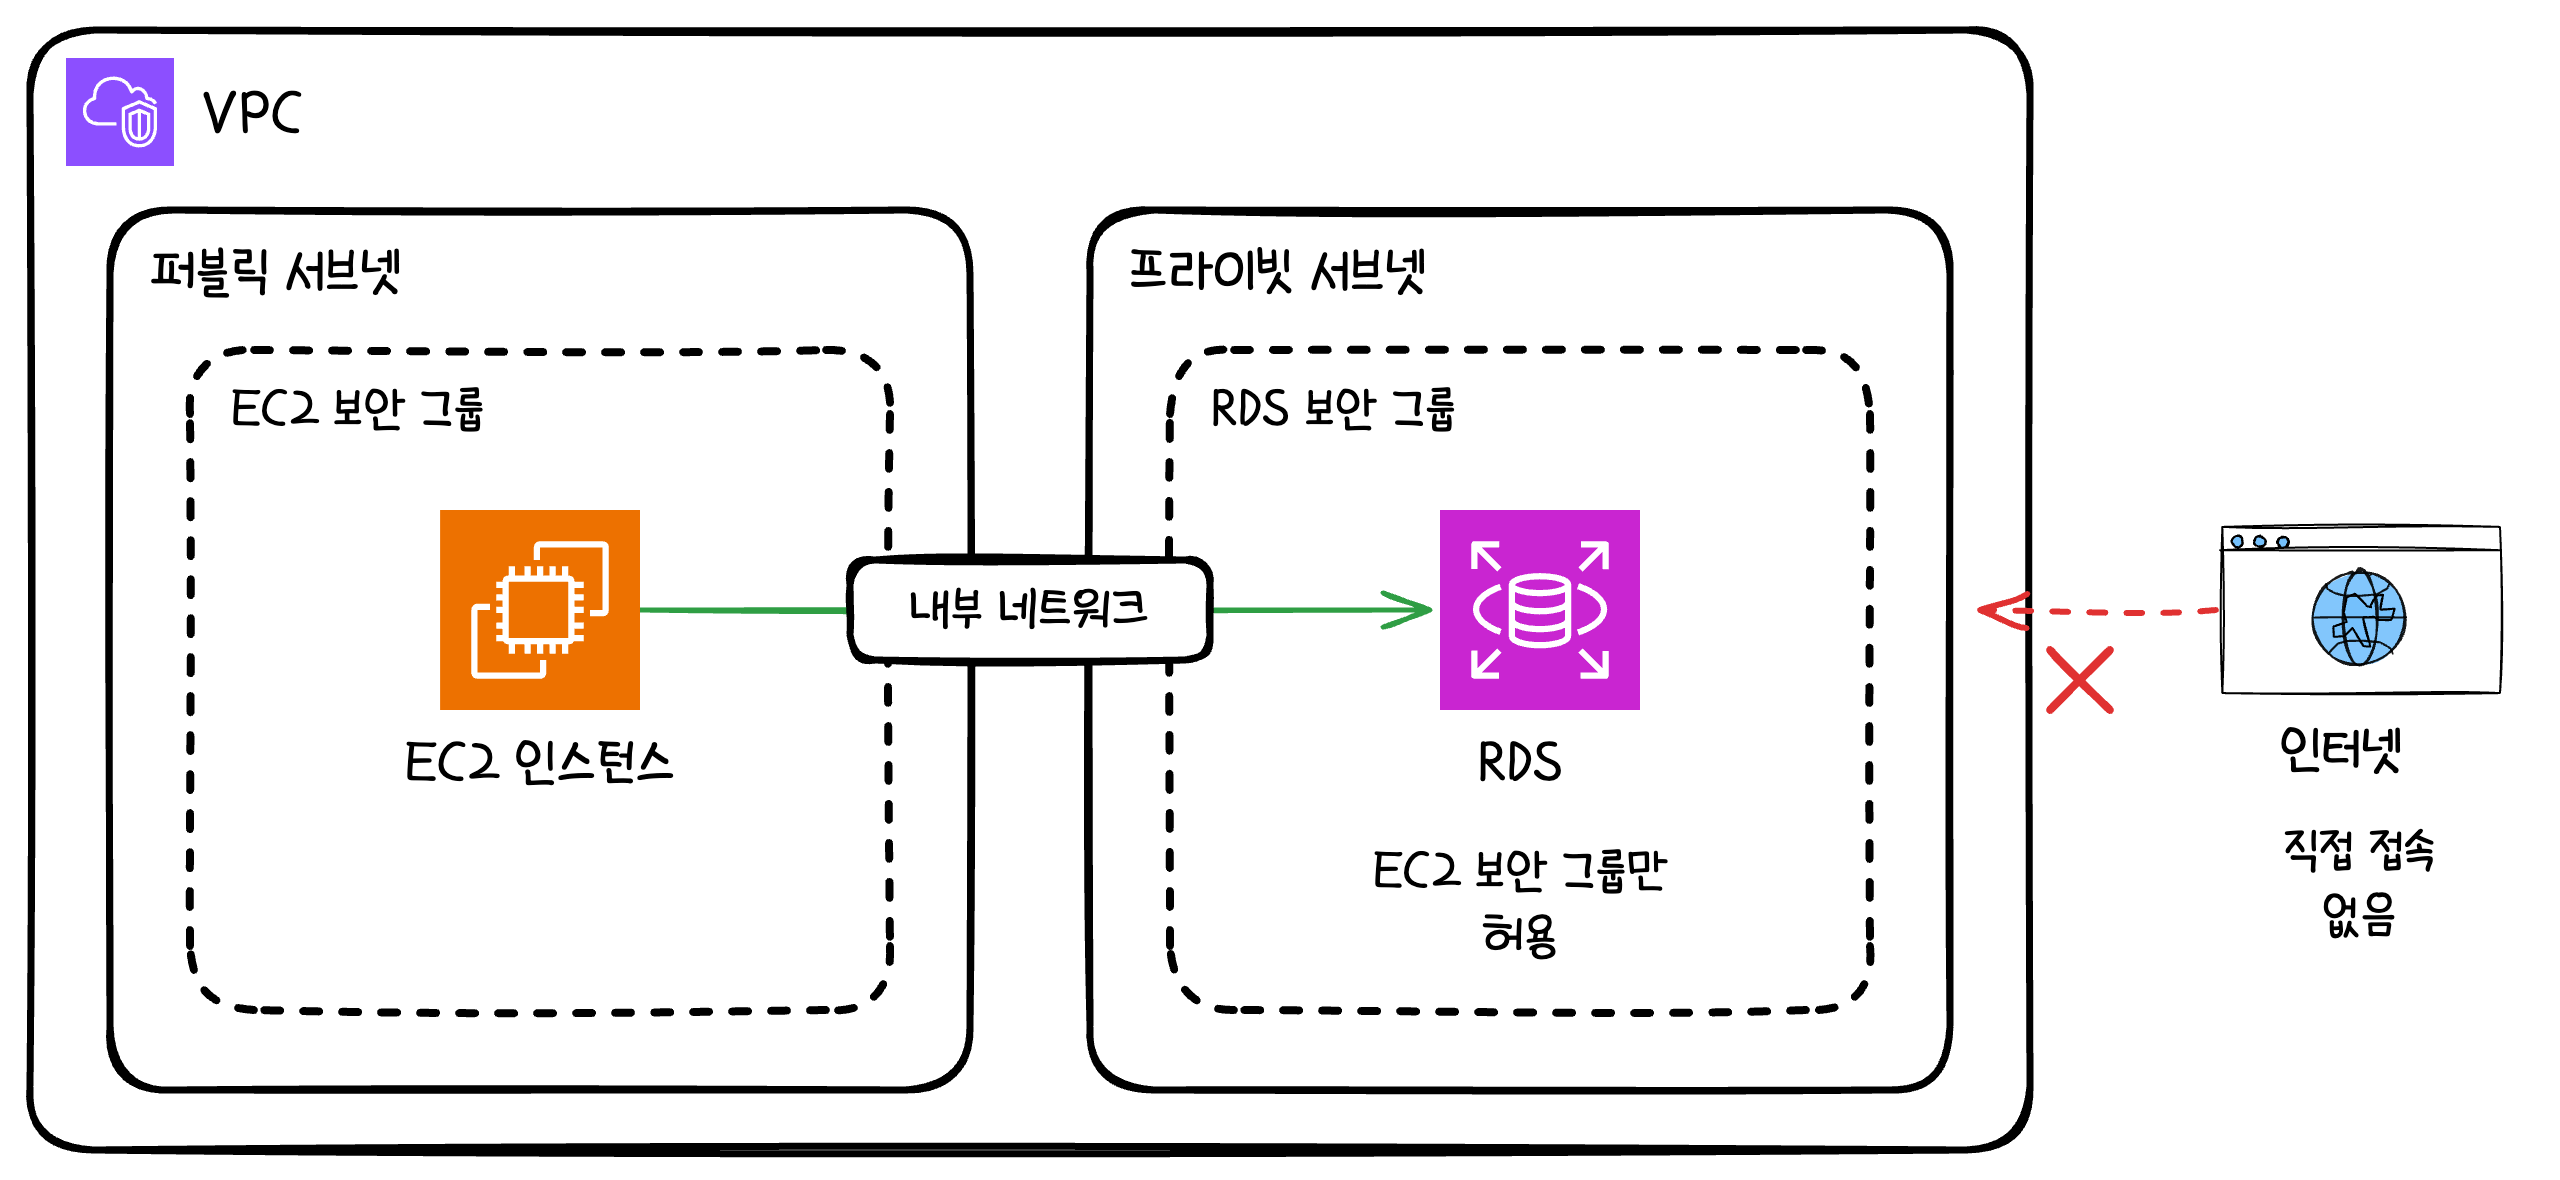 VPC
퍼블릭 서브넷
EC2 보안 그룹
EC2 인스턴스
내부 네트워크
프라이빗 서브넷
RDS 보안 그룹
RDS
EC2 보안 그룹만
허용
인터넷
직접 접속
없음